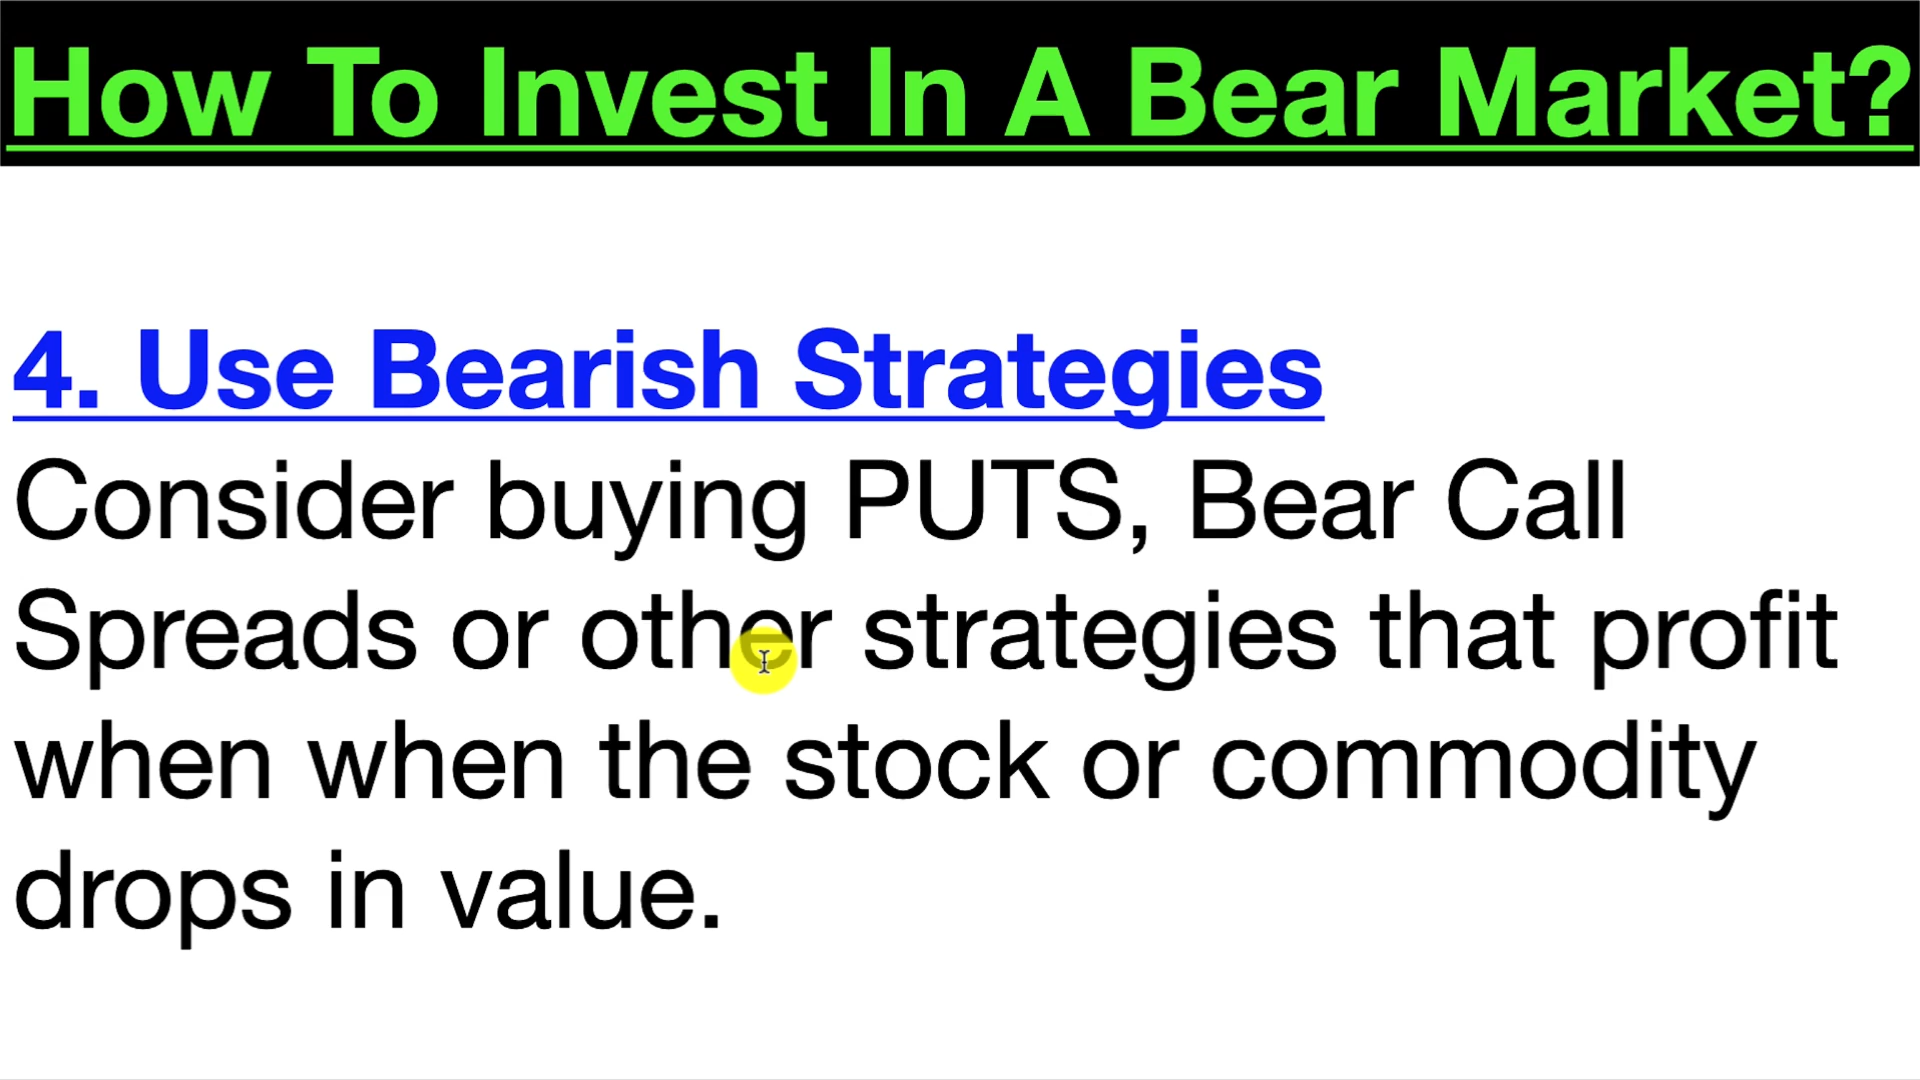 How To Invest In A Bear Market?
4. Use Bearish Strategies
Consider buying PUTS, Bear Call
Spreads or other strategies that profit
when when the stock or commodity
drops in value.